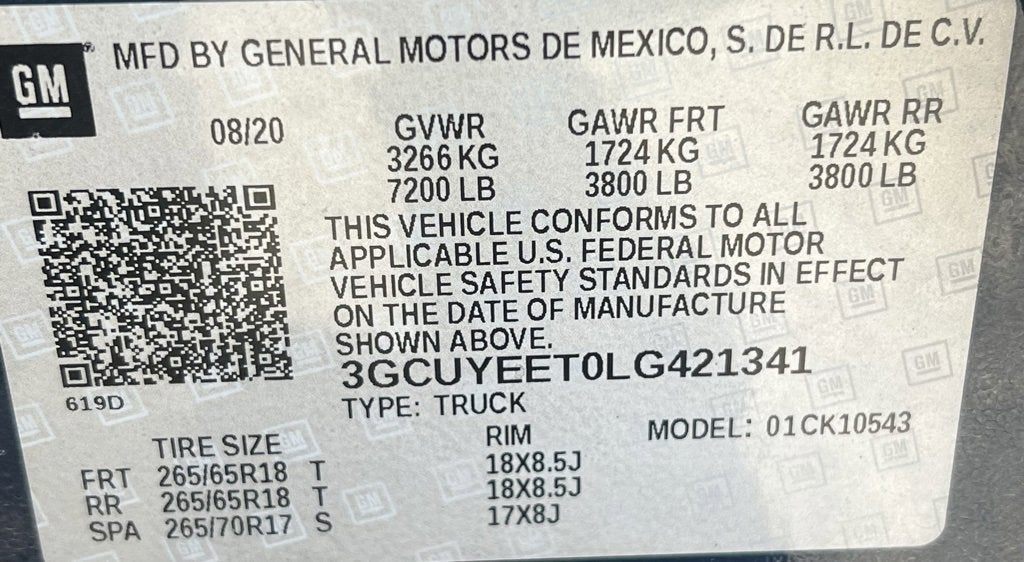 GM
MFD BY GENERAL MOTORS DE MEXICO, S. DE R.L. DE C.V.
08/20 GVWR GAWR FRT GAWR RR
3266 KG 1724 KG 1724 KG
7200 LB 3800 LB 3800 LB
THIS VEHICLE CONFORMS TO ALL
APPLICABLE U.S. FEDERAL MOTOR
VEHICLE SAFETY STANDARDS IN EFFECT
ON THE DATE OF MANUFACTURE
SHOWN ABOVE.
3GCUYEET0LG421341
619D
TYPE: TRUCK
MODEL: 01CK10543
TIRE SIZE RIM
FRT 265/65R18 T 18X8.5J
RR 265/65R18 T 18X8.5J
SPA 265/70R17 S 17X8J